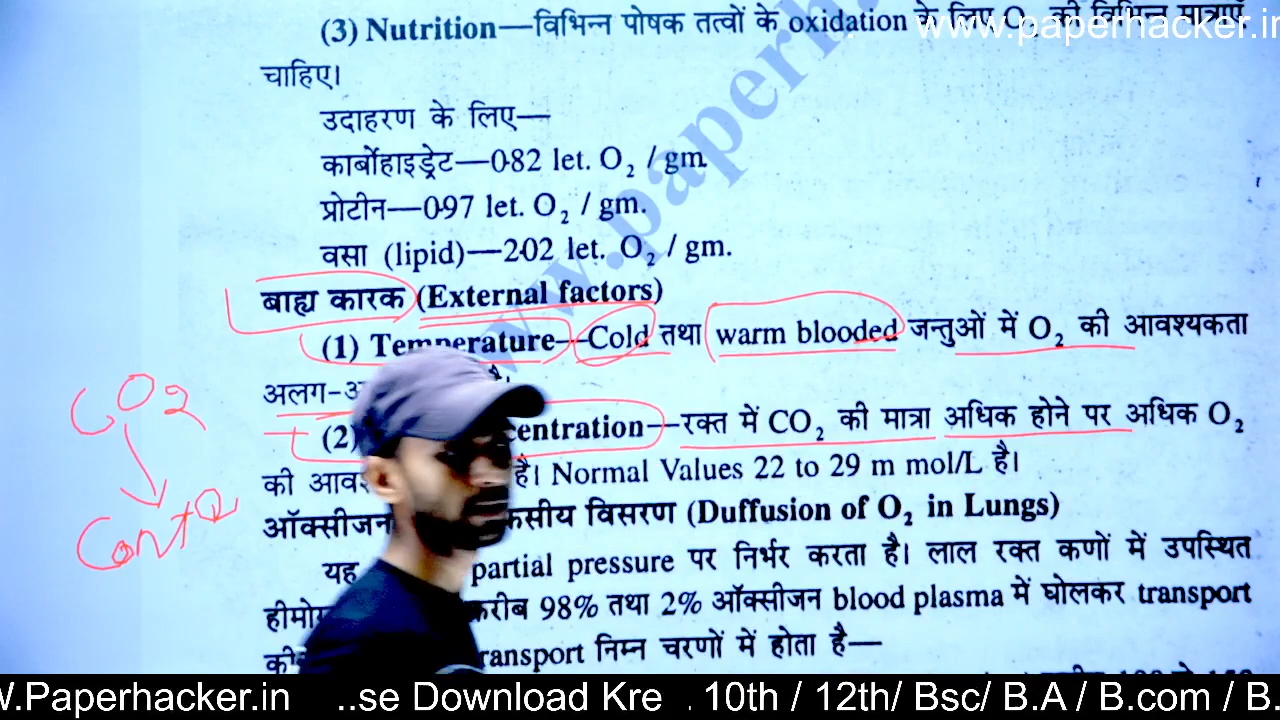 (3) Nutrition—विभिन्न पोषक तत्वों के oxidation के लिए O₂ की विभिन्न मात्राएँ
www.paperhacker.in
चाहिए।
उदाहरण के लिए—
कार्बोहाइड्रेट—0·82 let. O₂ / gm.
प्रोटीन—0·97 let. O₂ / gm.
वसा (lipid)—2·02 let. O₂ / gm.
बाह्य कारक (External factors)
(1) Temperature—Cold तथा warm blooded जन्तुओं में O₂ की आवश्यकता
अलग-अ है।
(2) centration—रक्त में CO₂ की मात्रा अधिक होने पर अधिक O₂
की आवश है। Normal Values 22 to 29 m mol/L है।
ऑक्सीजन विसरण (Duffusion of O₂ in Lungs)
यह partial pressure पर निर्भर करता है। लाल रक्त कणों में उपस्थित
हीमो करीब 98% तथा 2% ऑक्सीजन blood plasma में घोलकर transport
की ransport निम्न चरणों में होता है—
www.paperh
CO₂
W.Paperhacker.in ..se Download Kre . 10th / 12th/ Bsc/ B.A / B.com / B.